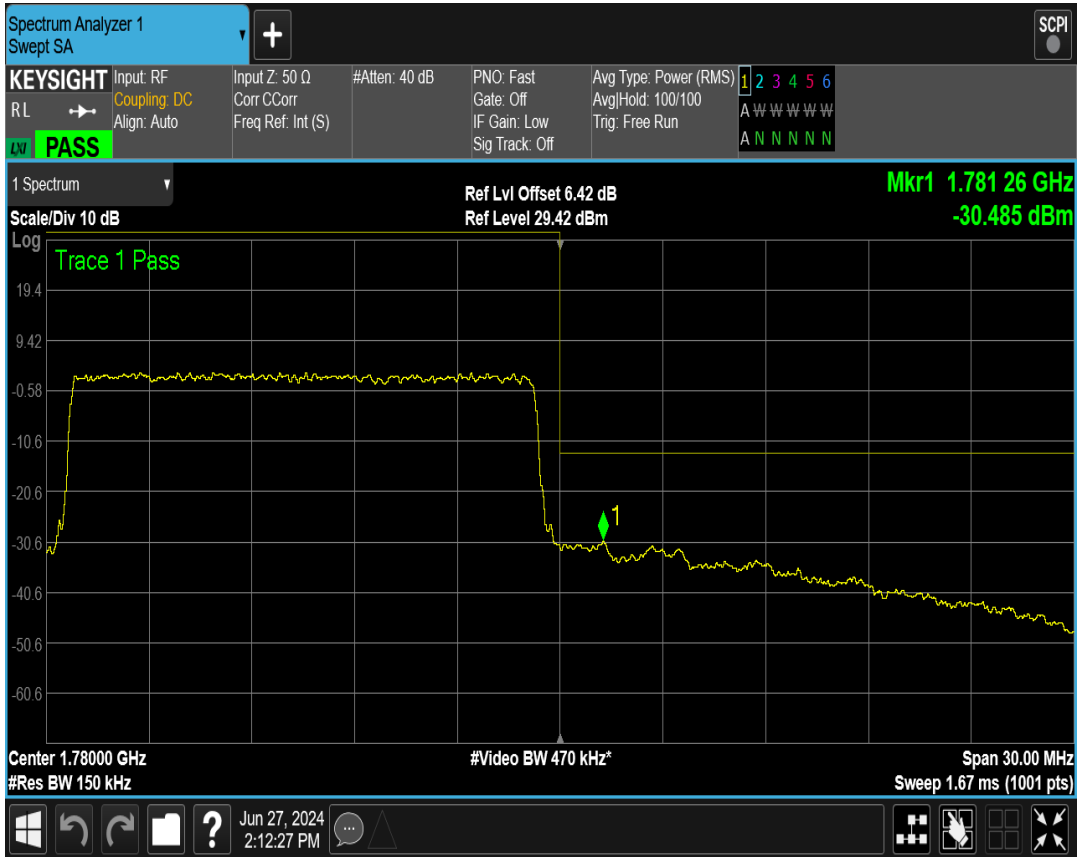 Spectrum Analyzer 1
Swept SA
+
SCPI
KEYSIGHT
R L
LXI
PASS
Input: RF
Coupling: DC
Align: Auto
Input Z: 50 Ω
Corr CCorr
Freq Ref: Int (S)
#Atten: 40 dB
PNO: Fast
Gate: Off
IF Gain: Low
Sig Track: Off
Avg Type: Power (RMS)
Avg|Hold: 100/100
Trig: Free Run
1 2 3 4 5 6
A W W W W W
A N N N N N
1 Spectrum
Scale/Div 10 dB
Ref Lvl Offset 6.42 dB
Ref Level 29.42 dBm
Mkr1 1.781 26 GHz
-30.485 dBm
Log
Trace 1 Pass
19.4
9.42
-0.58
-10.6
-20.6
1
-30.6
-40.6
-50.6
-60.6
Center 1.78000 GHz
#Video BW 470 kHz*
Span 30.00 MHz
#Res BW 150 kHz
Sweep 1.67 ms (1001 pts)
?
Jun 27, 2024
2:12:27 PM